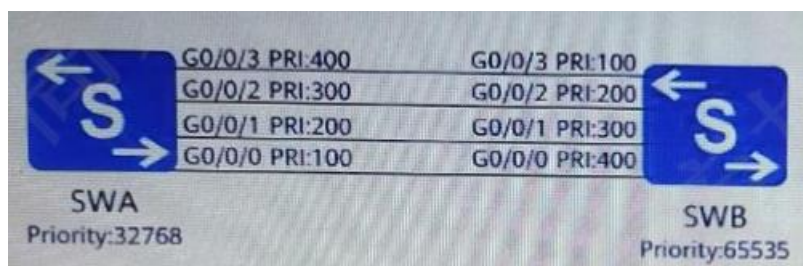 G0/0/3 PRI:400 G0/0/3 PRI:100
G0/0/2 PRI:300 G0/0/2 PRI:200
G0/0/1 PRI:200 G0/0/1 PRI:300
G0/0/0 PRI:100 G0/0/0 PRI:400
S S
SWA SWB
Priority:32768 Priority:65535